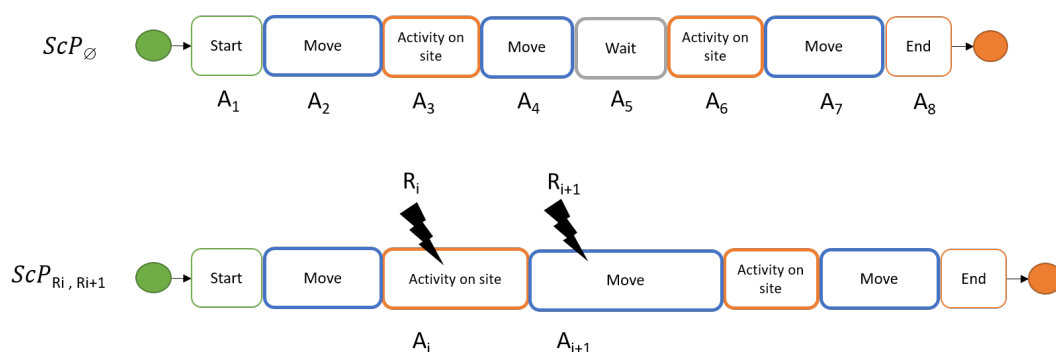 ScP∅
Start
Move
Activity on
site
Move
Wait
Activity on
site
Move
End
A1
A2
A3
A4
A5
A6
A7
A8
Ri
Ri+1
ScPRi , Ri+1
Start
Move
Activity on site
Move
Activity on
site
Move
End
Ai
Ai+1